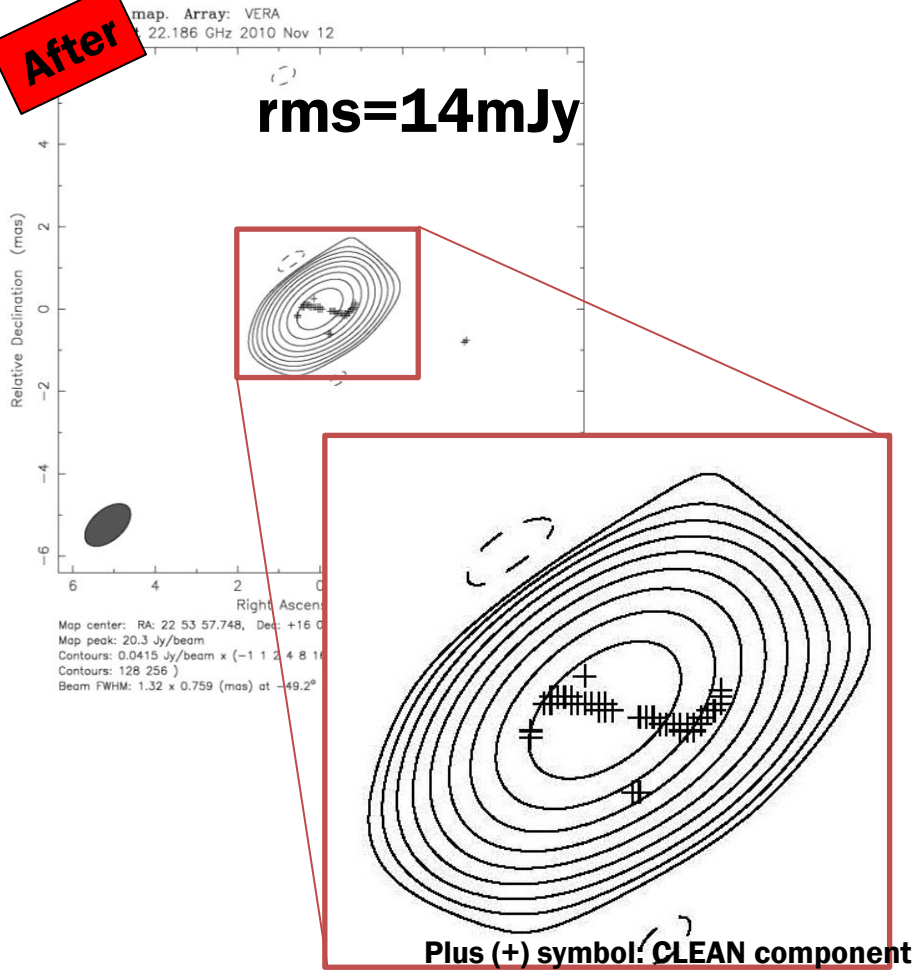 After
map. Array: VERA
22.186 GHz 2010 Nov 12
rms=14mJy
Relative Declination (mas)
4
2
0
−2
−4
−6
6 4 2 0
Right Ascens
Map center: RA: 22 53 57.748, Dec: +16 0
Map peak: 20.3 Jy/beam
Contours: 0.0415 Jy/beam x (−1 1 2 4 8 16
Contours: 128 256 )
Beam FWHM: 1.32 x 0.759 (mas) at −49.2°
Plus (+) symbol: CLEAN component